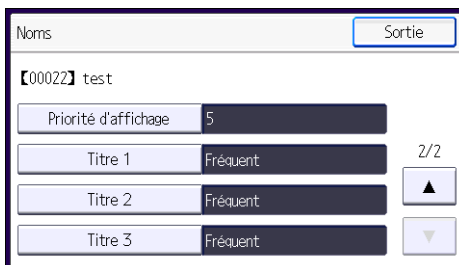 Noms Sortie
【00022】 test
Priorité d'affichage 5
Titre 1 Fréquent 2/2
▲
Titre 2 Fréquent
Titre 3 Fréquent ▼